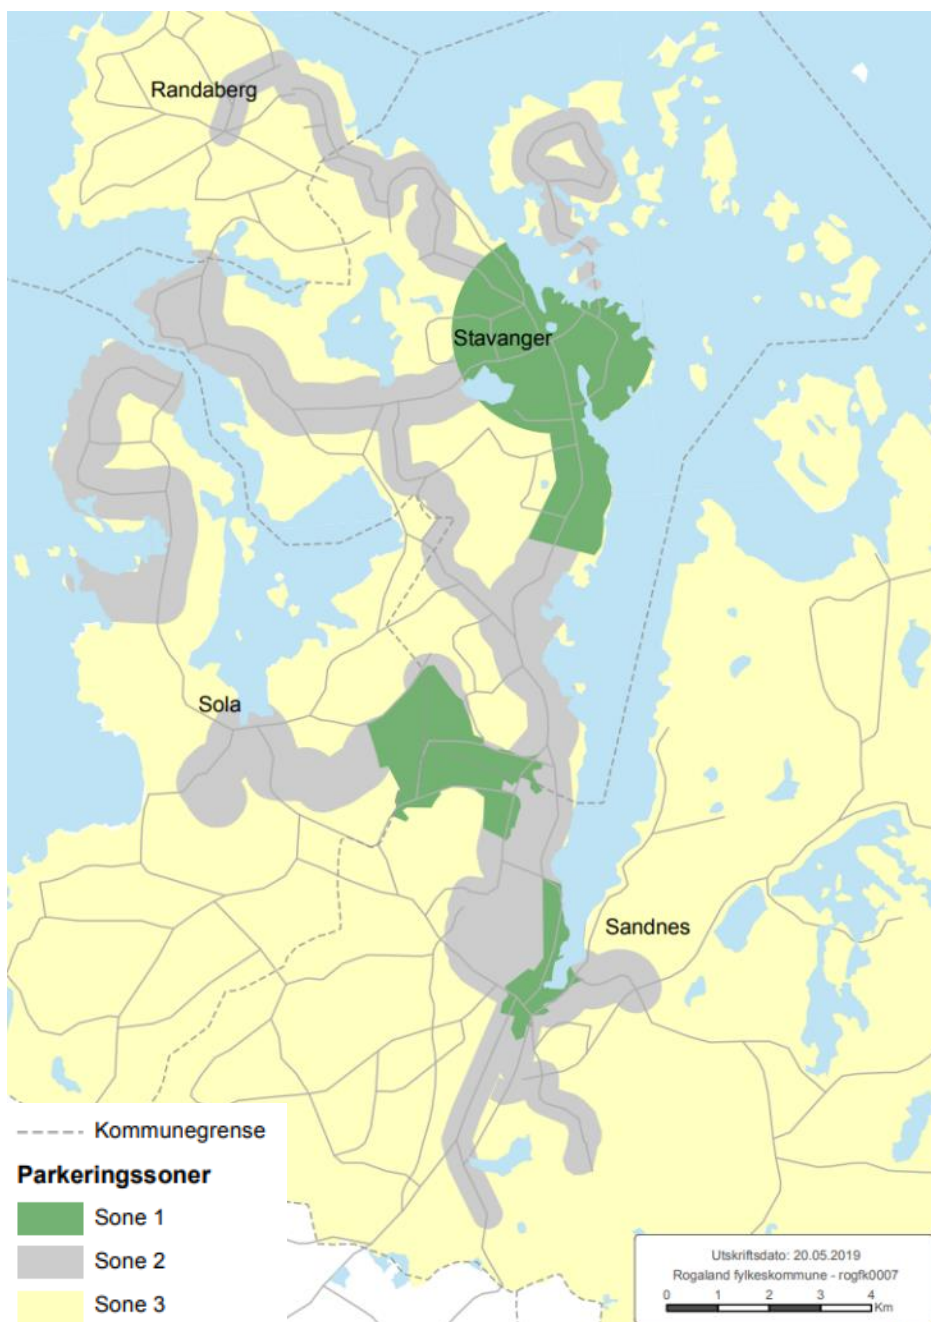 Randaberg
Stavanger
Sola
Sandnes
Kommunegrense
Parkeringssoner
Sone 1
Sone 2
Sone 3
Utskriftsdato: 20.05.2019
Rogaland fylkeskommune - rogfk0007
0 1 2 3 4
Km